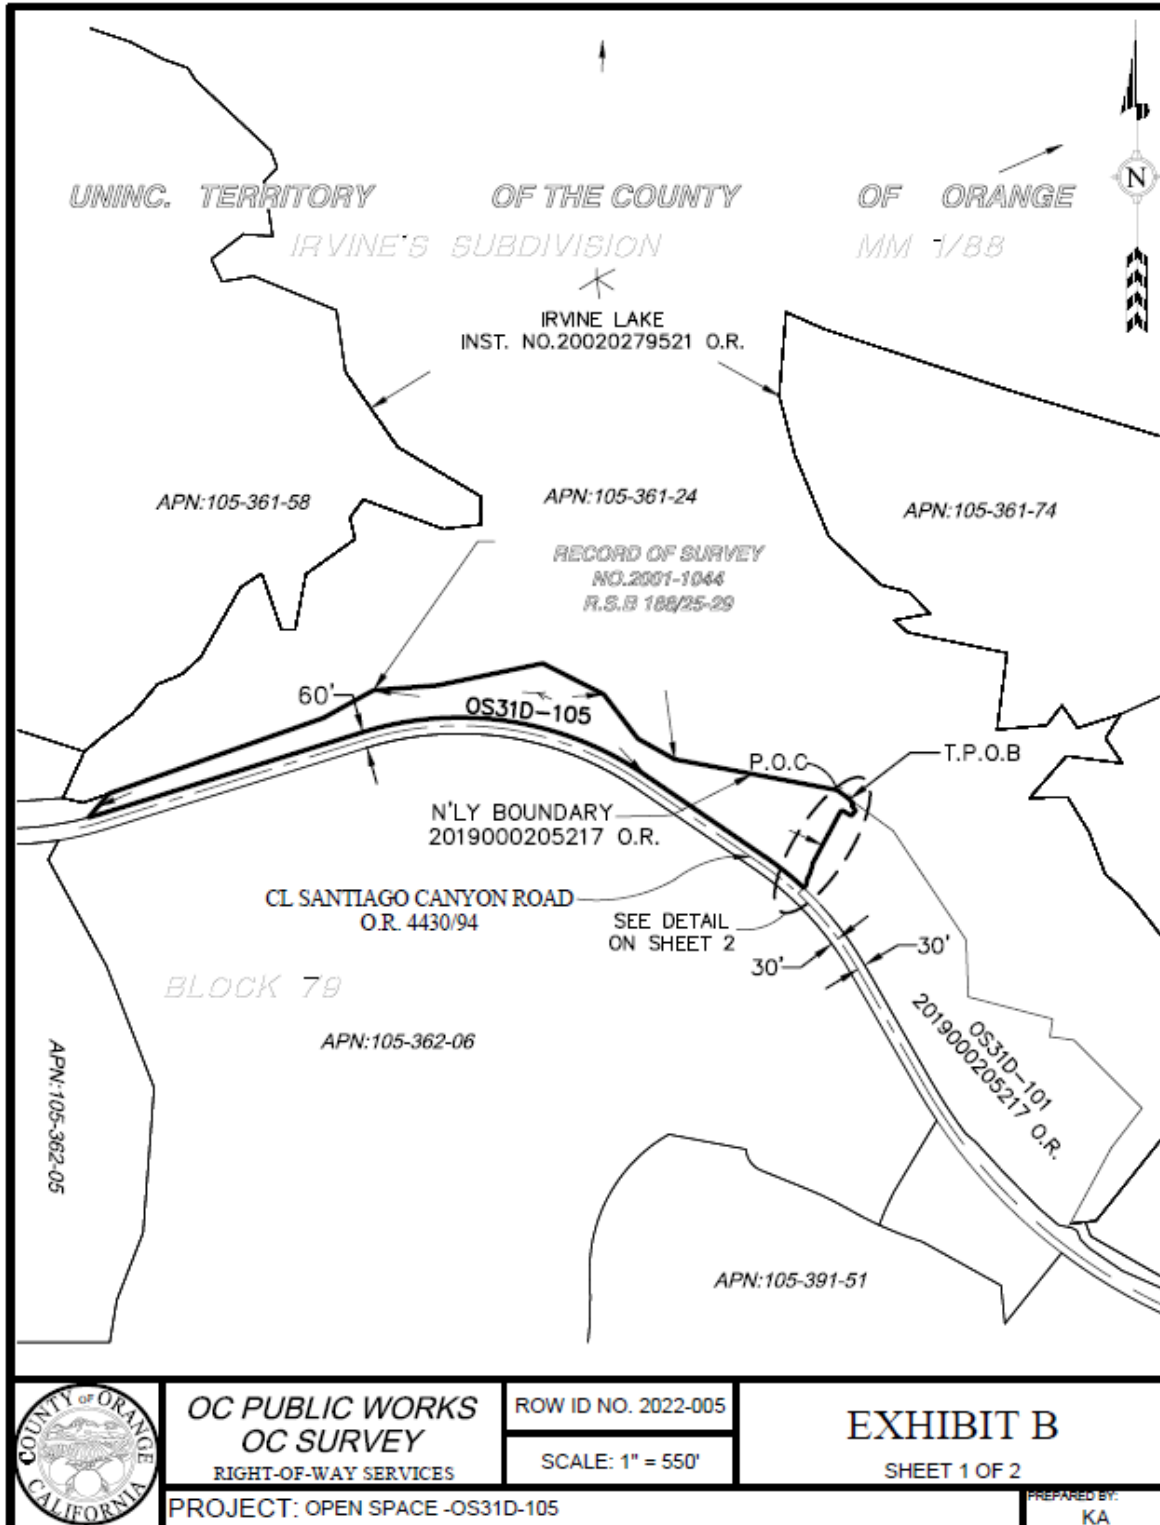 UNINC. TERRITORY OF THE COUNTY OF ORANGE
N
IRVINE'S SUBDIVISION MM 1/88
IRVINE LAKE
INST. NO.20020279521 O.R.
APN:105-361-58
APN:105-361-24
APN:105-361-74
RECORD OF SURVEY
NO.2001-1044
R.S.B 188/25-29
60'
OS31D-105
P.O.C
T.P.O.B
N'LY BOUNDARY
2019000205217 O.R.
CL SANTIAGO CANYON ROAD
O.R. 4430/94
SEE DETAIL
ON SHEET 2
30'
30'
BLOCK 79
APN:105-362-06
APN:105-362-05
OS31D-101
2019000205217 O.R.
APN:105-391-51
COUNTY OF ORANGE
CALIFORNIA
OC PUBLIC WORKS
OC SURVEY
RIGHT-OF-WAY SERVICES
ROW ID NO. 2022-005
SCALE: 1" = 550'
EXHIBIT B
SHEET 1 OF 2
PROJECT: OPEN SPACE -OS31D-105
PREPARED BY:
KA